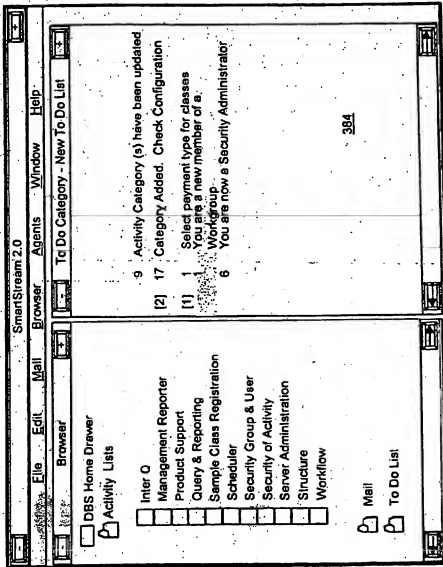 SmartStream 2.0
File Edit Mail Browser Agents Window Help
Browser
DBS Home Drawer
Activity Lists
Inter Q
Management Reporter
Product Support
Query & Reporting
Sample Class Registration
Scheduler
Security Group & User
Security of Activity
Server Administration
Structure
Workflow
Mail
To Do List
To Do Category - New To Do List
9 Activity Category (s) have been updated
[2] 17 Category Added. Check Configuration
[1] 1 Select payment type for classes
1 You are a new member of a
Workgroup
6 You are now a Security Administrator
384